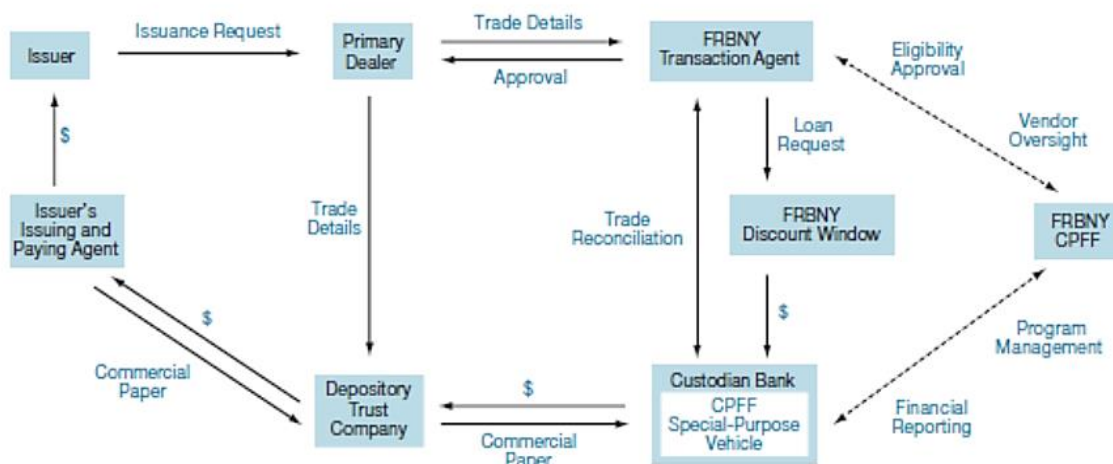 Issuer
Issuance Request
Primary
Dealer
Trade Details
Approval
FRBNY
Transaction Agent
Eligibility
Approval
$
Loan
Request
Vendor
Oversight
Issuer's
Issuing and
Paying Agent
Trade
Details
Trade
Reconciliation
FRBNY
Discount Window
FRBNY
CPFF
$
$
Commercial
Paper
Program
Management
Depository
Trust
Company
$
Commercial
Paper
Custodian Bank
CPFF
Special-Purpose
Vehicle
Financial
Reporting